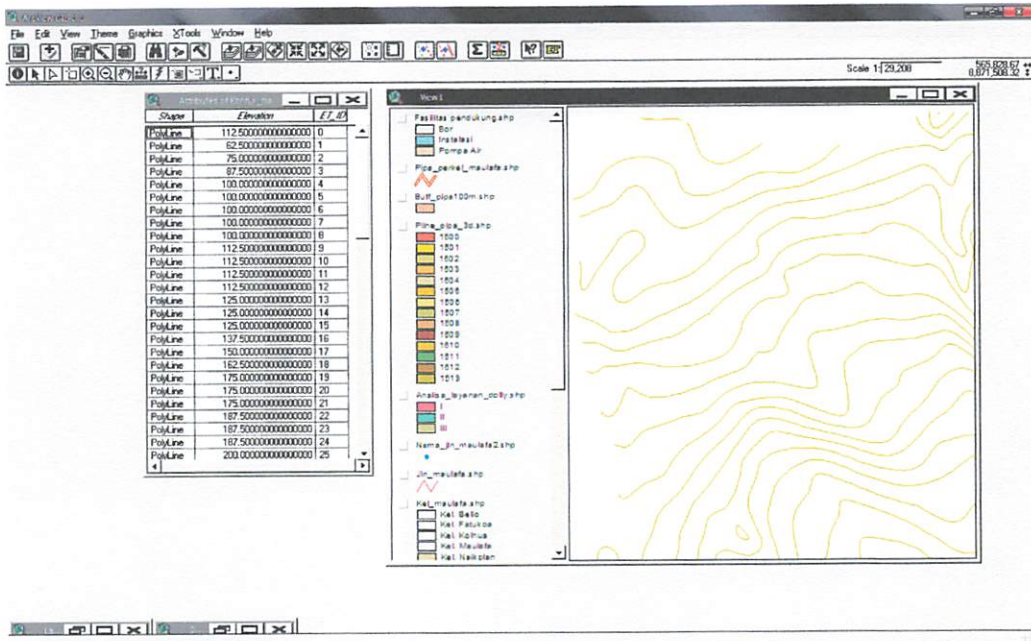 File Edit View Theme Graphics XTools Window Help
Scale 1: 29,208
565,828.67
8,871,508.32
Attributes of
Shape Elevation ET_ID
PolyLine 112.500000000000000 0
PolyLine 62.500000000000000 1
PolyLine 75.000000000000000 2
PolyLine 87.500000000000000 3
PolyLine 100.000000000000000 4
PolyLine 100.000000000000000 5
PolyLine 100.000000000000000 6
PolyLine 100.000000000000000 7
PolyLine 100.000000000000000 8
PolyLine 112.500000000000000 9
PolyLine 112.500000000000000 10
PolyLine 112.500000000000000 11
PolyLine 112.500000000000000 12
PolyLine 125.000000000000000 13
PolyLine 125.000000000000000 14
PolyLine 125.000000000000000 15
PolyLine 137.500000000000000 16
PolyLine 150.000000000000000 17
PolyLine 162.500000000000000 18
PolyLine 175.000000000000000 19
PolyLine 175.000000000000000 20
PolyLine 175.000000000000000 21
PolyLine 187.500000000000000 22
PolyLine 187.500000000000000 23
PolyLine 187.500000000000000 24
PolyLine 200.000000000000000 25
View1
Fasilitas pendukung.shp
Bor
Instalasi
Pompa Air
Pipa_perkel_maulafa.shp
Buff_pipa100m.shp
Pline_pipa_3d.shp
1500
1501
1502
1503
1504
1505
1506
1507
1508
1509
1510
1511
1512
1513
Analisa_layanan_dolly.shp
I
II
III
Nama_jln_maulafa2.shp
Jln_maulafa.shp
Kel_maulafa.shp
Kel. Bello
Kel. Fatukoa
Kel. Kolhua
Kel. Maulafa
Kel. Naikolan